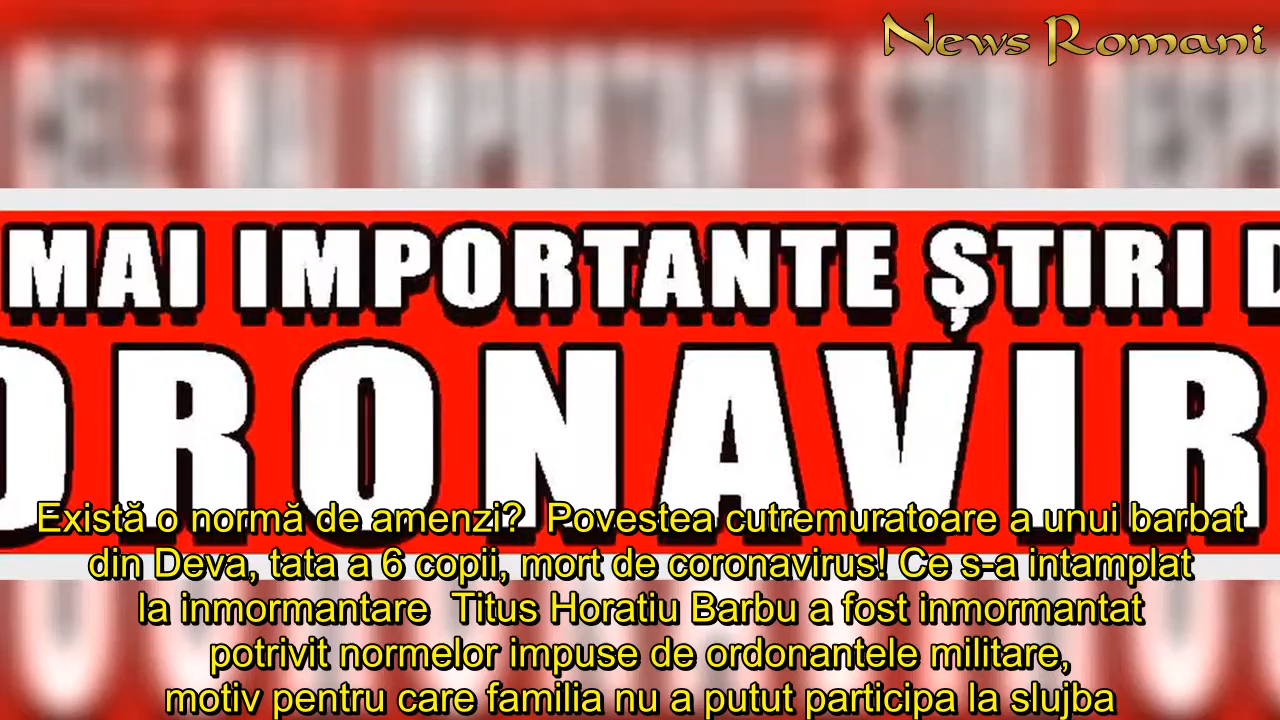 News Romani
MAI IMPORTANTE ŞTIRI D
ORONAVIR
Există o normă de amenzi?  Povestea cutremuratoare a unui barbat
din Deva, tata a 6 copii, mort de coronavirus! Ce s-a intamplat
la inmormantare  Titus Horatiu Barbu a fost inmormantat
potrivit normelor impuse de ordonantele militare,
motiv pentru care familia nu a putut participa la slujba